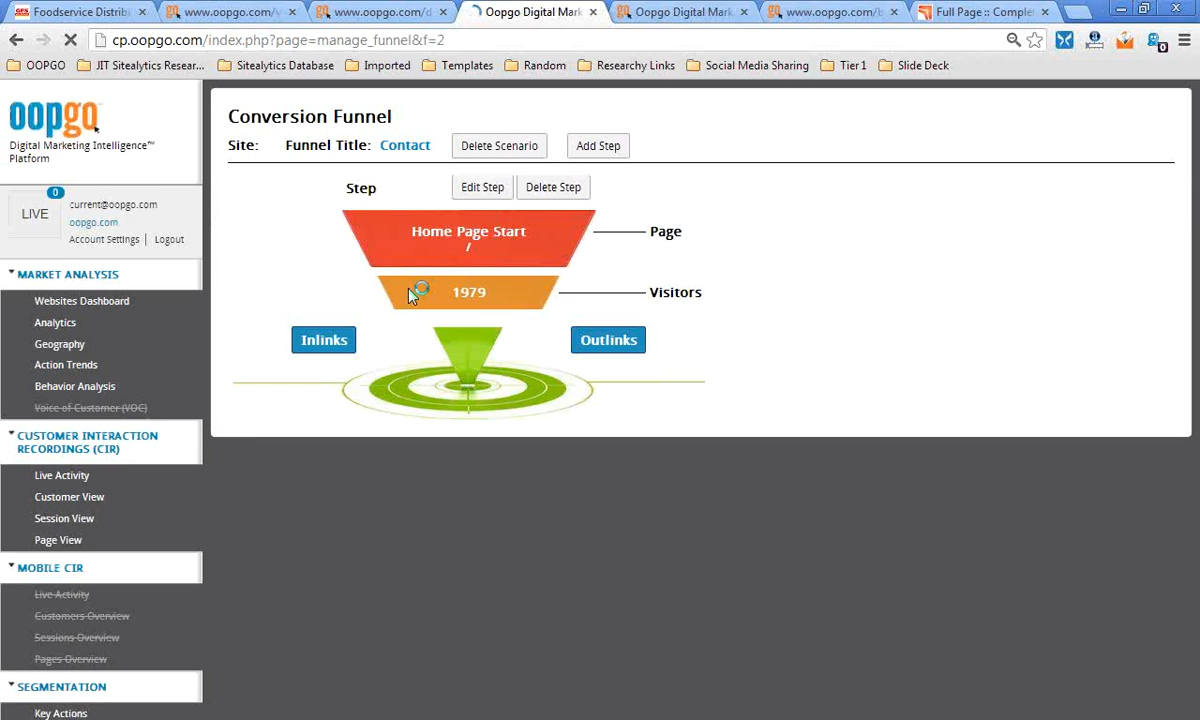 Foodservice Distrib
www.oopgo.com/v
www.oopgo.com/d
Oopgo Digital Mark
Oopgo Digital Mark
www.oopgo.com/b
Full Page :: Complet
cp.oopgo.com/index.php?page=manage_funnel&f=2
OOPGO
JIT Sitealytics Resear...
Sitealytics Database
Imported
Templates
Random
Researchy Links
Social Media Sharing
Tier1
Slide Deck
oopgo
Digital Marketing Intelligence™
Platform
0
LIVE
current@oopgo.com
oopgo.com
Account Settings | Logout
MARKET ANALYSIS
Websites Dashboard
Analytics
Geography
Action Trends
Behavior Analysis
Voice of Customer (VOC)
CUSTOMER INTERACTION
RECORDINGS (CIR)
Live Activity
Customer View
Session View
Page View
MOBILE CIR
Live Activity
Customers Overview
Sessions Overview
Pages Overview
SEGMENTATION
Key Actions
Conversion Funnel
Site: Funnel Title: Contact Delete Scenario Add Step
Step Edit Step Delete Step
Home Page Start
/
Page
1979
Visitors
Inlinks
Outlinks